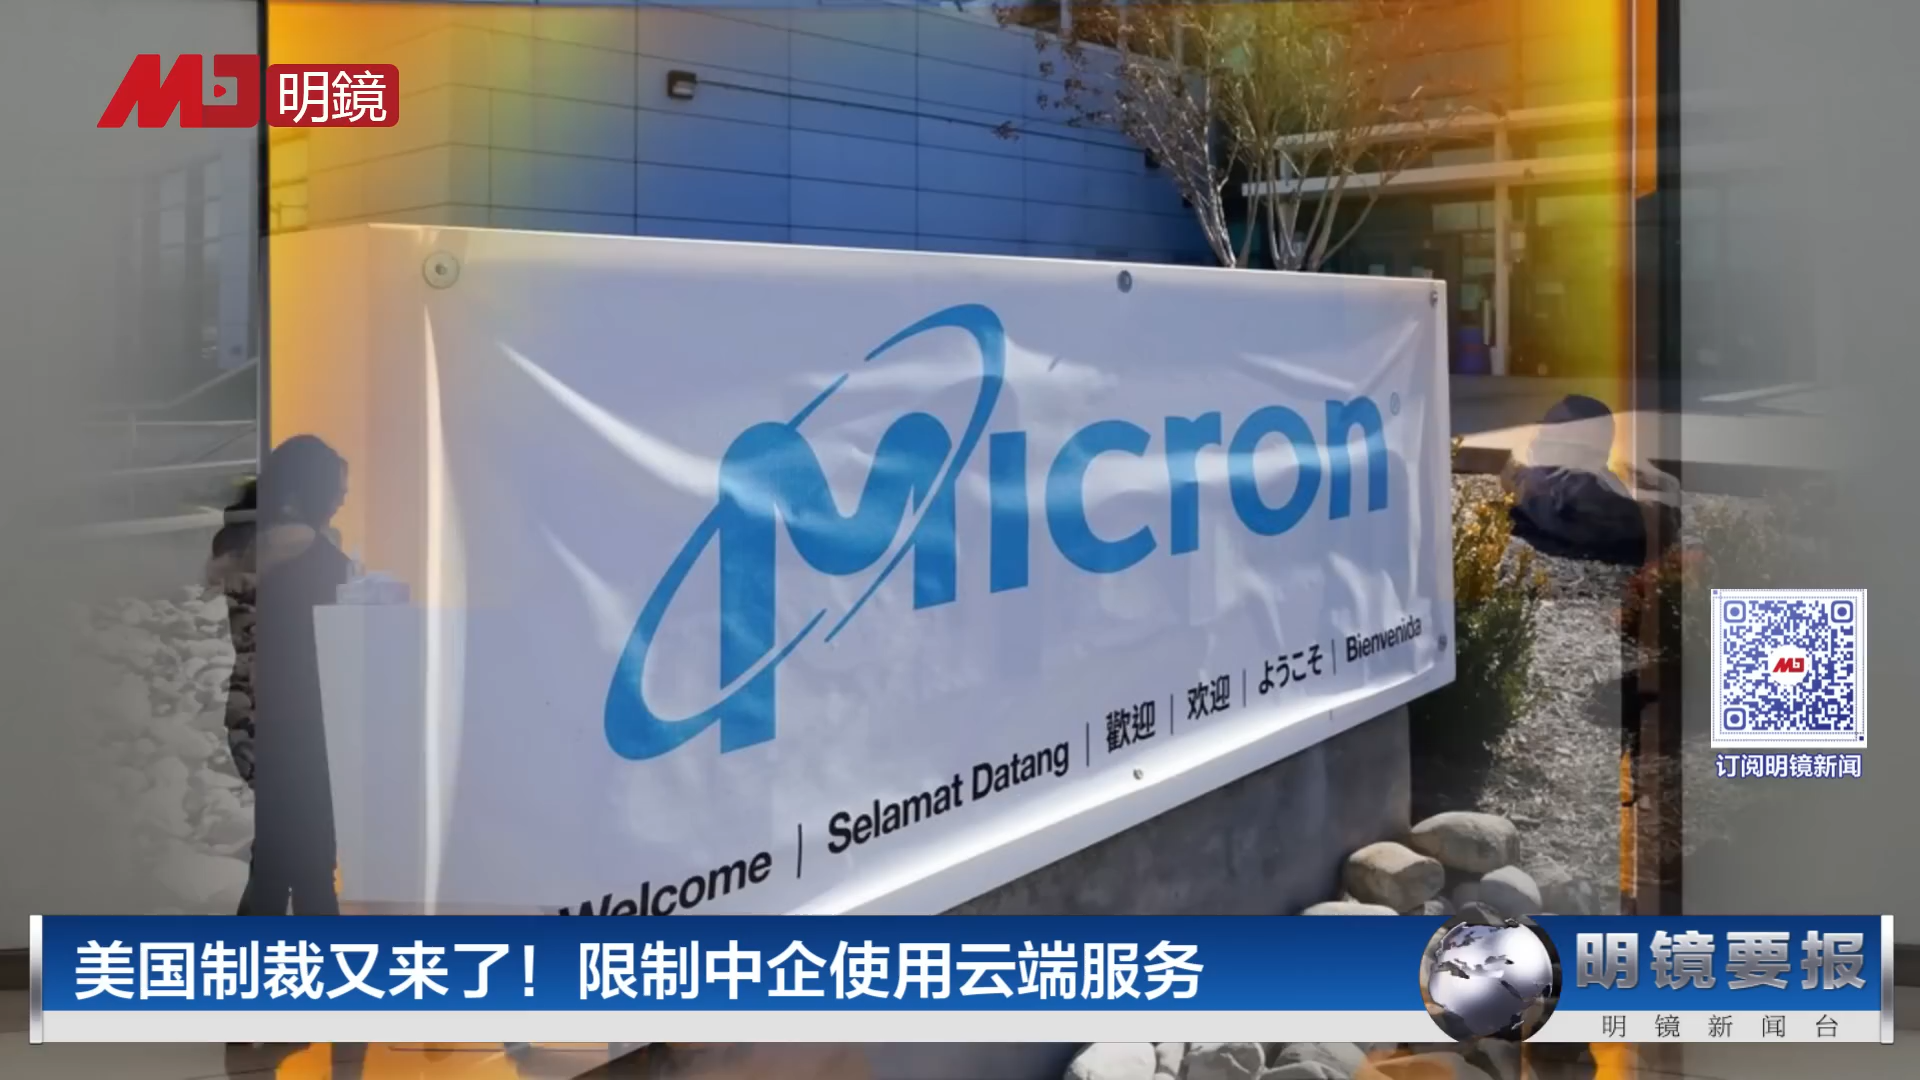 明鏡
Micron®
Welcome | Selamat Datang | 歡迎 | 欢迎 | ようこそ | Bienvenida
订阅明镜新闻
美国制裁又来了！限制中企使用云端服务
明镜要报
明镜新闻台